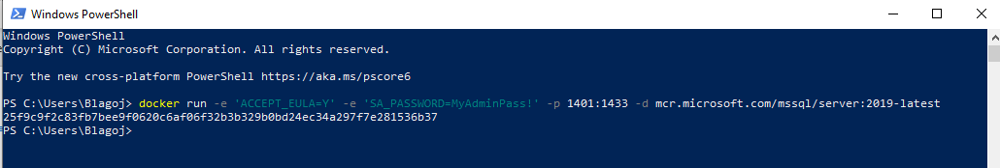 Windows PowerShell
Windows PowerShell
Copyright (C) Microsoft Corporation. All rights reserved.
Try the new cross-platform PowerShell https://aka.ms/pscore6
PS C:\Users\Blagoj> docker run -e 'ACCEPT_EULA=Y' -e 'SA_PASSWORD=MyAdminPass!' -p 1401:1433 -d mcr.microsoft.com/mssql/server:2019-latest
25f9c9f2c83fb7bee9f0620c6af06f32b3b329b0bd24ec34a297f7e281536b37
PS C:\Users\Blagoj>